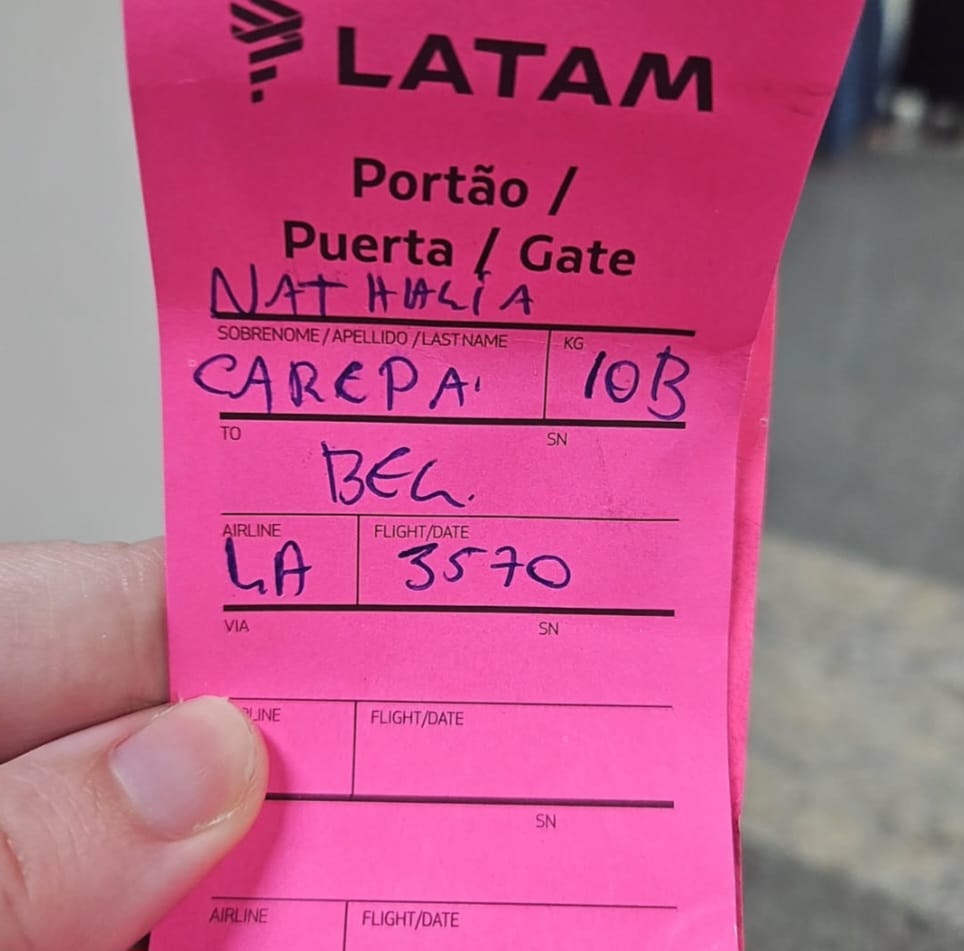 LATAM
Portão /
Puerta / Gate
NATHALIA
SOBRENOME / APELLIDO / LAST NAME KG
CAREPA 10B
TO SN
BEL.
AIRLINE FLIGHT/DATE
LA 3570
VIA SN
LINE FLIGHT/DATE
SN
AIRLINE FLIGHT/DATE